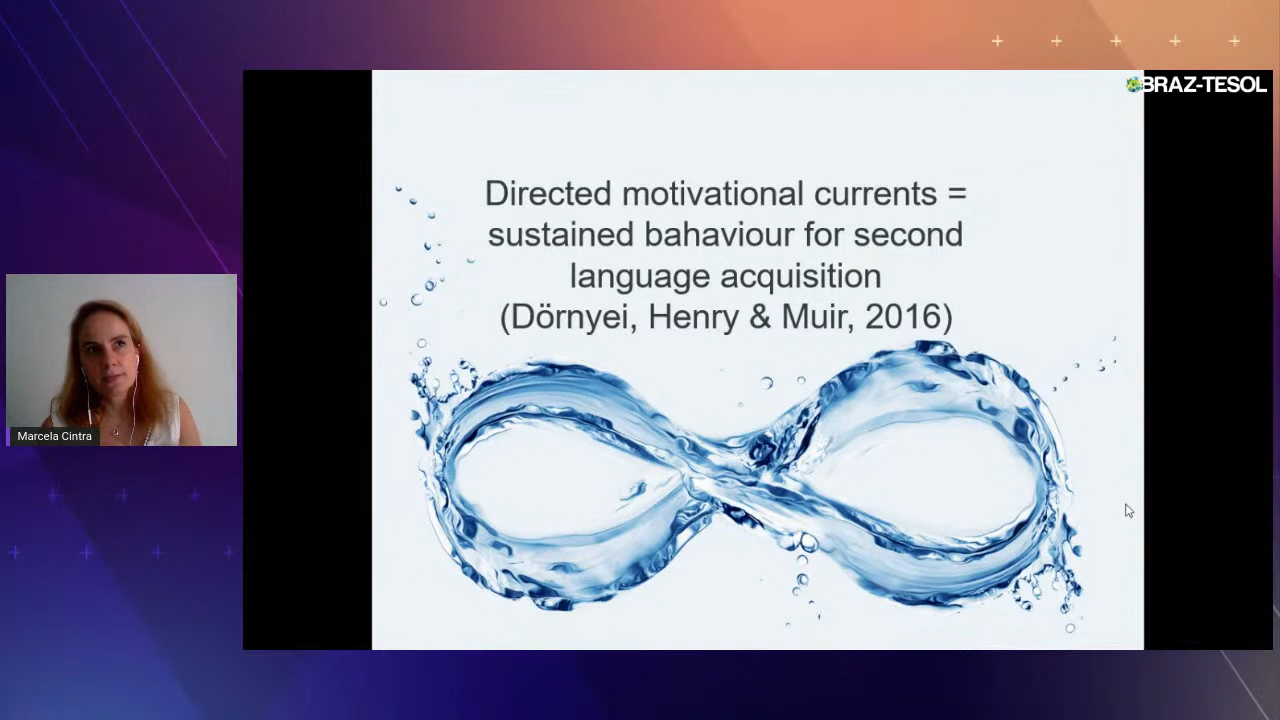 BRAZ-TESOL
Directed motivational currents =
sustained bahaviour for second
language acquisition
(Dörnyei, Henry & Muir, 2016)
Marcela Cintra